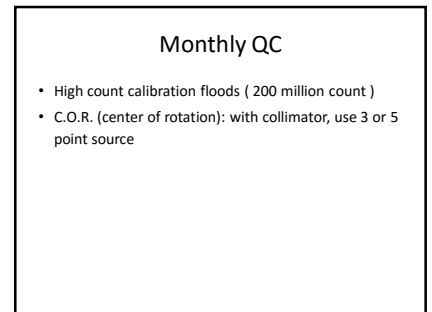 Monthly QC
• High count calibration floods ( 200 million count )
• C.O.R. (center of rotation): with collimator, use 3 or 5
point source